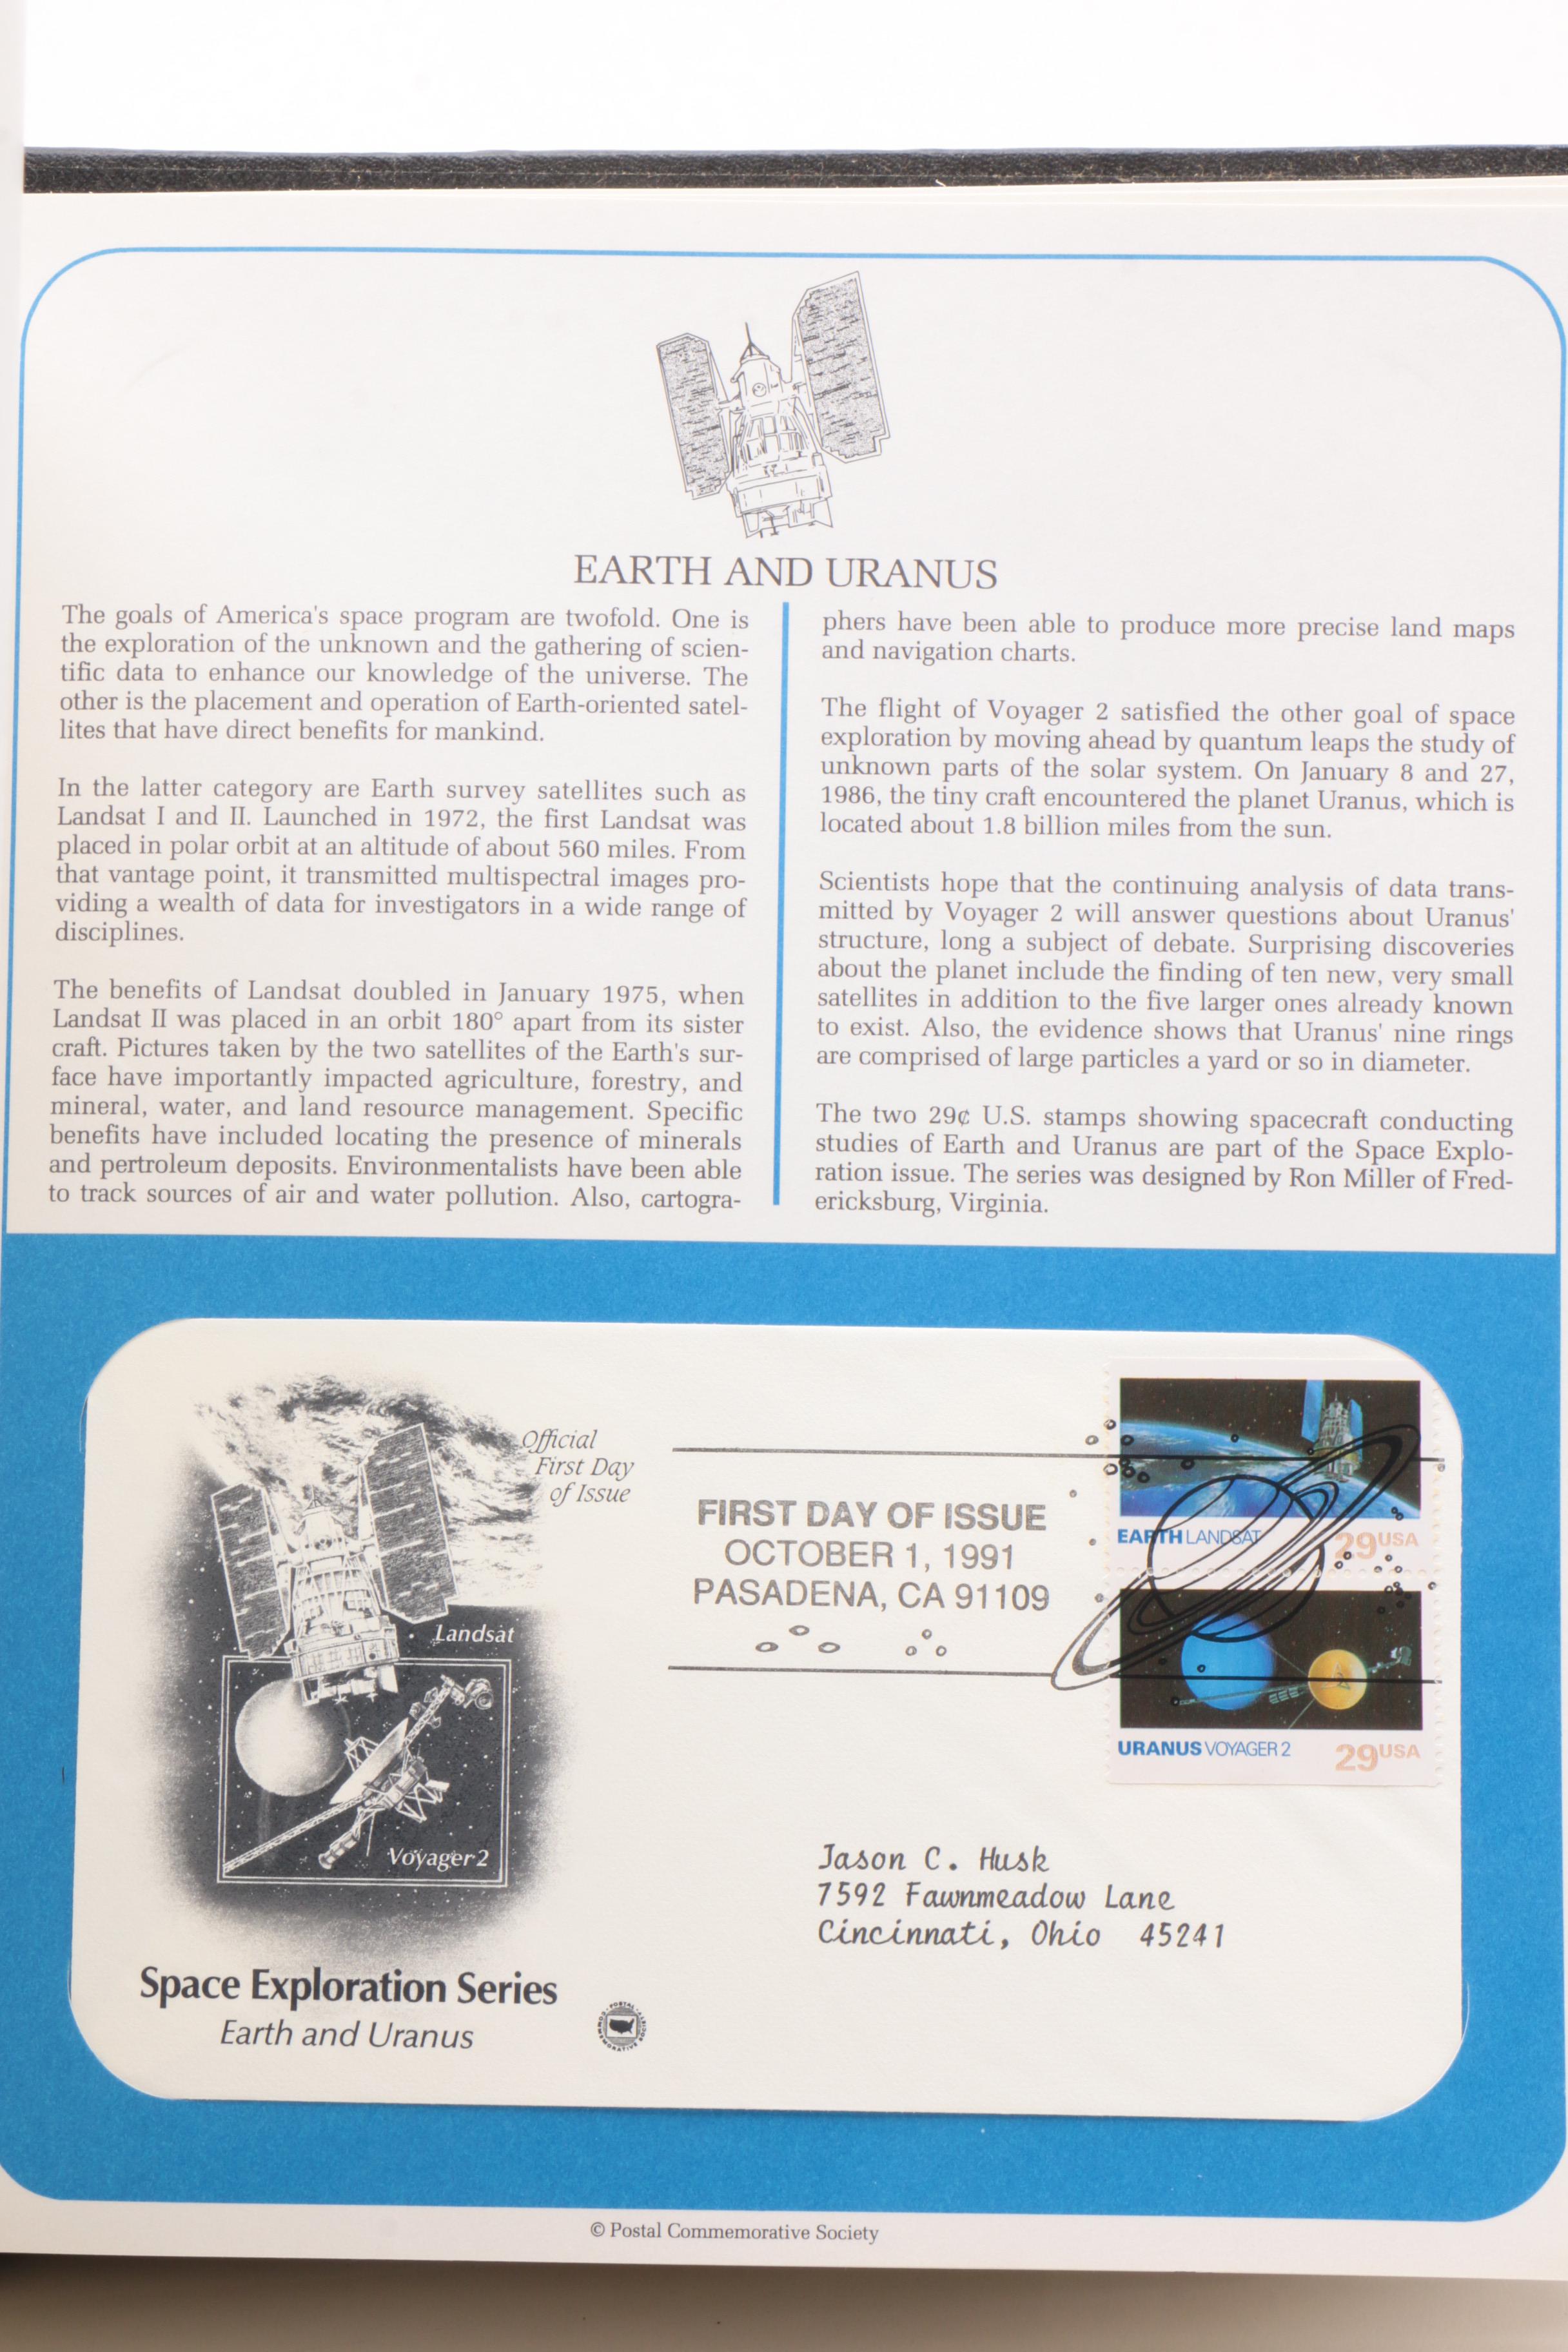 EARTH AND URANUS
The goals of America's space program are twofold. One is
the exploration of the unknown and the gathering of scien-
tific data to enhance our knowledge of the universe. The
other is the placement and operation of Earth-oriented satel-
lites that have direct benefits for mankind.
In the latter category are Earth survey satellites such as
Landsat I and II. Launched in 1972, the first Landsat was
placed in polar orbit at an altitude of about 560 miles. From
that vantage point, it transmitted multispectral images pro-
viding a wealth of data for investigators in a wide range of
disciplines.
The benefits of Landsat doubled in January 1975, when
Landsat II was placed in an orbit 180° apart from its sister
craft. Pictures taken by the two satellites of the Earth's sur-
face have importantly impacted agriculture, forestry, and
mineral, water, and land resource management. Specific
benefits have included locating the presence of minerals
and pertroleum deposits. Environmentalists have been able
to track sources of air and water pollution. Also, cartogra-
phers have been able to produce more precise land maps
and navigation charts.
The flight of Voyager 2 satisfied the other goal of space
exploration by moving ahead by quantum leaps the study of
unknown parts of the solar system. On January 8 and 27,
1986, the tiny craft encountered the planet Uranus, which is
located about 1.8 billion miles from the sun.
Scientists hope that the continuing analysis of data trans-
mitted by Voyager 2 will answer questions about Uranus'
structure, long a subject of debate. Surprising discoveries
about the planet include the finding of ten new, very small
satellites in addition to the five larger ones already known
to exist. Also, the evidence shows that Uranus' nine rings
are comprised of large particles a yard or so in diameter.
The two 29¢ U.S. stamps showing spacecraft conducting
studies of Earth and Uranus are part of the Space Explo-
ration issue. The series was designed by Ron Miller of Fred-
ericksburg, Virginia.
Official
First Day
of Issue
Landsat
Voyager 2
Space Exploration Series
Earth and Uranus
POSTAL COMMEMORATIVE SOCIETY
FIRST DAY OF ISSUE
OCTOBER 1, 1991
PASADENA, CA 91109
EARTH LANDSAT 29 USA
URANUS VOYAGER 2 29 USA
Jason C. Husk
7592 Fawnmeadow Lane
Cincinnati, Ohio 45241
© Postal Commemorative Society